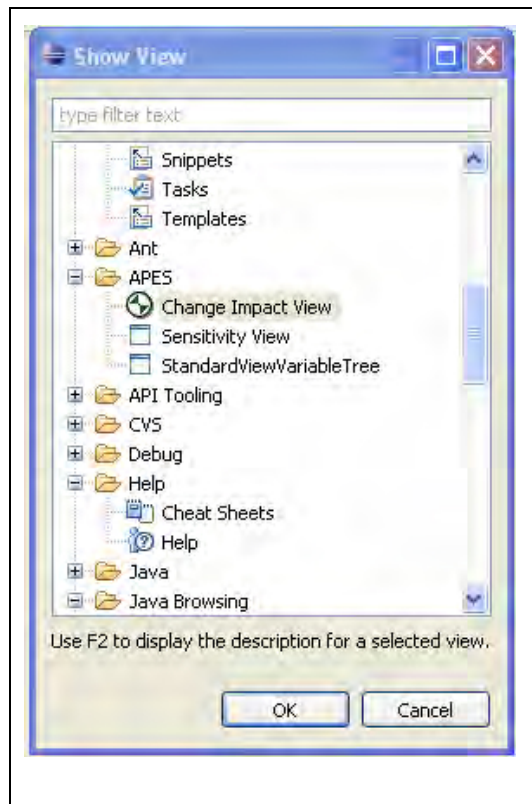 Show View
type filter text
Snippets
Tasks
Templates
Ant
APES
Change Impact View
Sensitivity View
StandardViewVariableTree
API Tooling
CVS
Debug
Help
Cheat Sheets
Help
Java
Java Browsing
Use F2 to display the description for a selected view.
OK Cancel